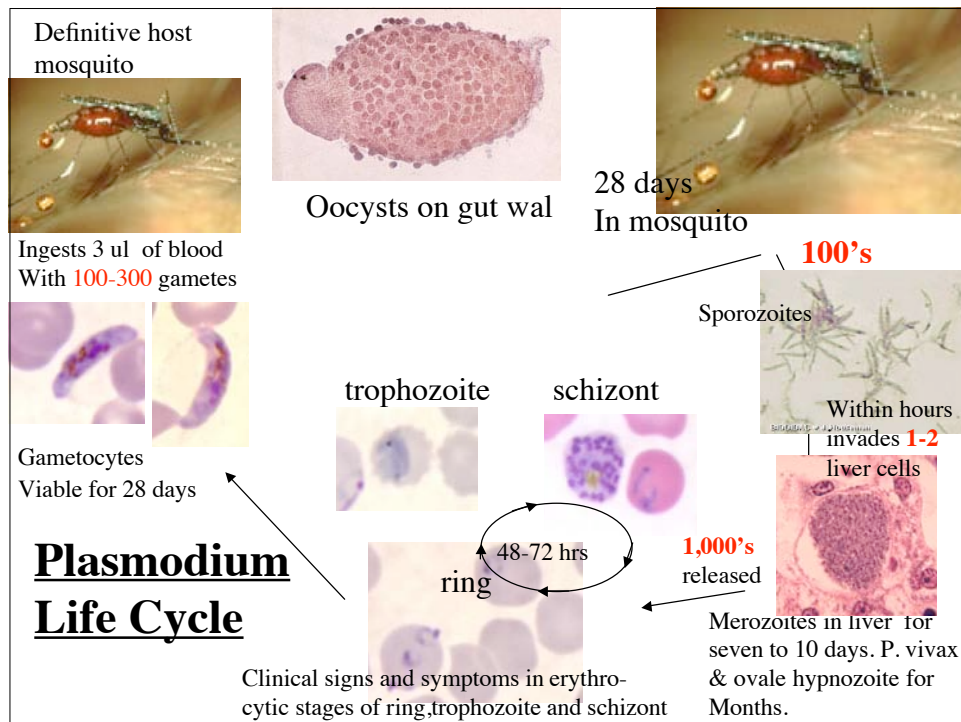 Definitive host
mosquito
Ingests 3 ul of blood
With 100-300 gametes
Oocysts on gut wal
28 days
In mosquito
100's
Sporozoites
Within hours
invades 1-2
liver cells
trophozoite
schizont
Gametocytes
Viable for 28 days
48-72 hrs
ring
1,000's
released
Plasmodium
Life Cycle
Merozoites in liver for
seven to 10 days. P. vivax
& ovale hypnozoite for
Months.
Clinical signs and symptoms in erythro-
cytic stages of ring,trophozoite and schizont